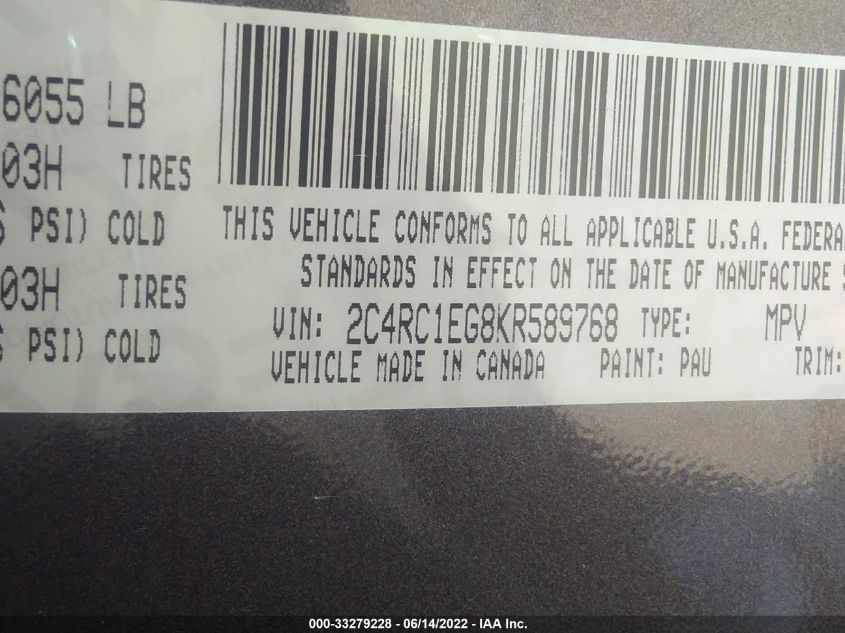 6055 LB
03H TIRES
PSI) COLD
03H TIRES
PSI) COLD
THIS VEHICLE CONFORMS TO ALL APPLICABLE U.S.A. FEDERA
STANDARDS IN EFFECT ON THE DATE OF MANUFACTURE S
VIN: 2C4RC1EG8KR589768 TYPE: MPV
VEHICLE MADE IN CANADA PAINT: PAU TRIM:
000-33279228 - 06/14/2022 - IAA Inc.